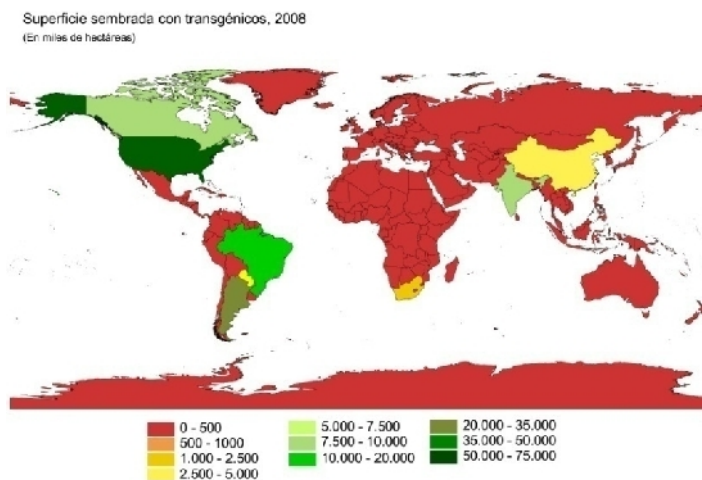 Superficie sembrada con transgénicos, 2008
(En miles de hectáreas)
0 - 500
500 - 1000
1.000 - 2.500
2.500 - 5.000
5.000 - 7.500
7.500 - 10.000
10.000 - 20.000
20.000 - 35.000
35.000 - 50.000
50.000 - 75.000